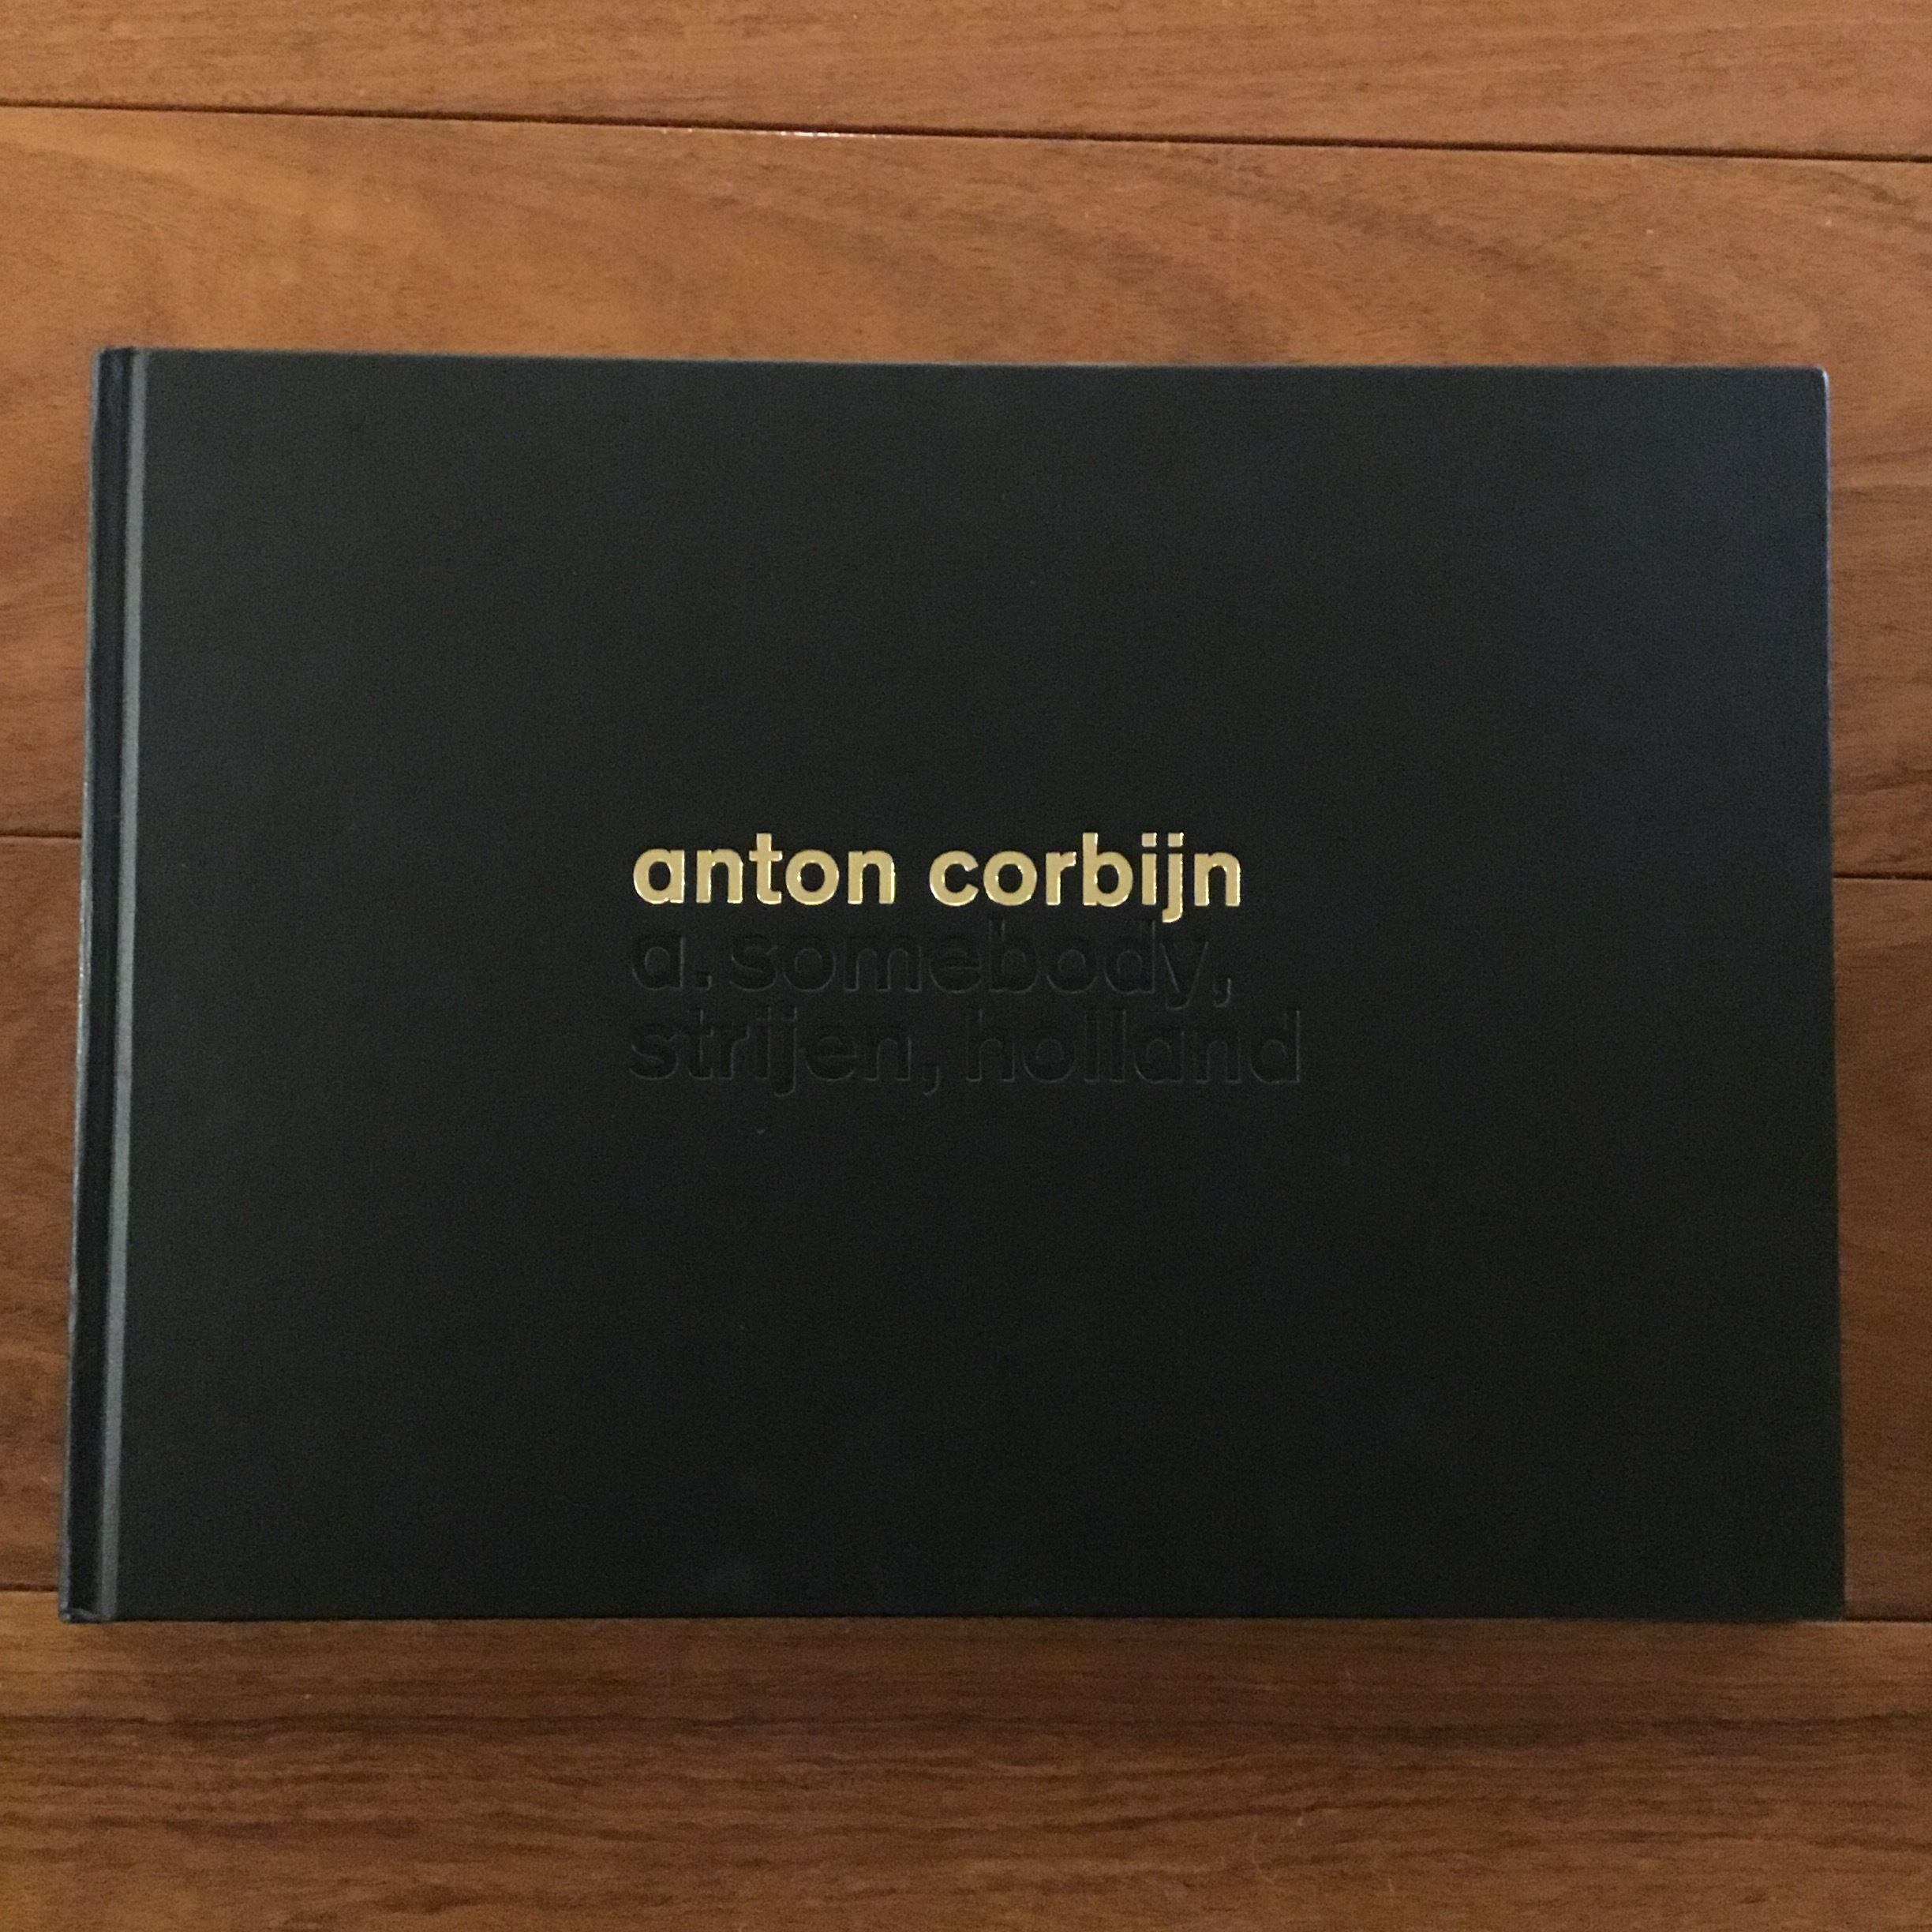 anton corbijn
a. somebody,
strijen, holland